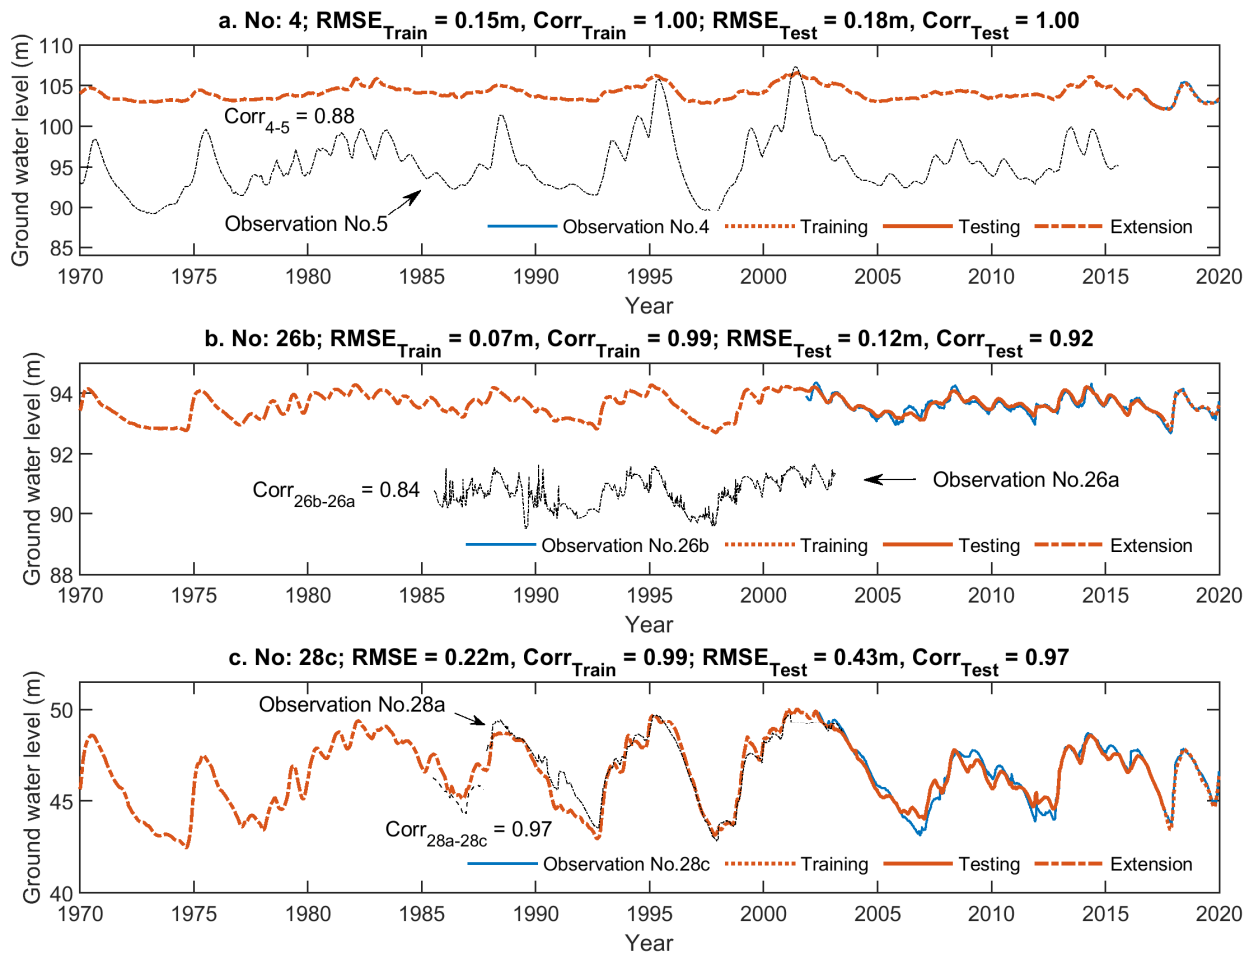 a. No: 4; RMSETrain = 0.15m, CorrTrain = 1.00; RMSETest = 0.18m, CorrTest = 1.00
Ground water level (m)
110
105
100
95
90
85
Corr4-5 = 0.88
Observation No.5
Observation No.4 Training Testing Extension
1970 1975 1980 1985 1990 1995 2000 2005 2010 2015 2020
Year
b. No: 26b; RMSETrain = 0.07m, CorrTrain = 0.99; RMSETest = 0.12m, CorrTest = 0.92
Ground water level (m)
94
92
90
88
Corr26b-26a = 0.84
Observation No.26a
Observation No.26b Training Testing Extension
1970 1975 1980 1985 1990 1995 2000 2005 2010 2015 2020
Year
c. No: 28c; RMSE = 0.22m, CorrTrain = 0.99; RMSETest = 0.43m, CorrTest = 0.97
Ground water level (m)
50
45
40
Observation No.28a
Corr28a-28c = 0.97
Observation No.28c Training Testing Extension
1970 1975 1980 1985 1990 1995 2000 2005 2010 2015 2020
Year